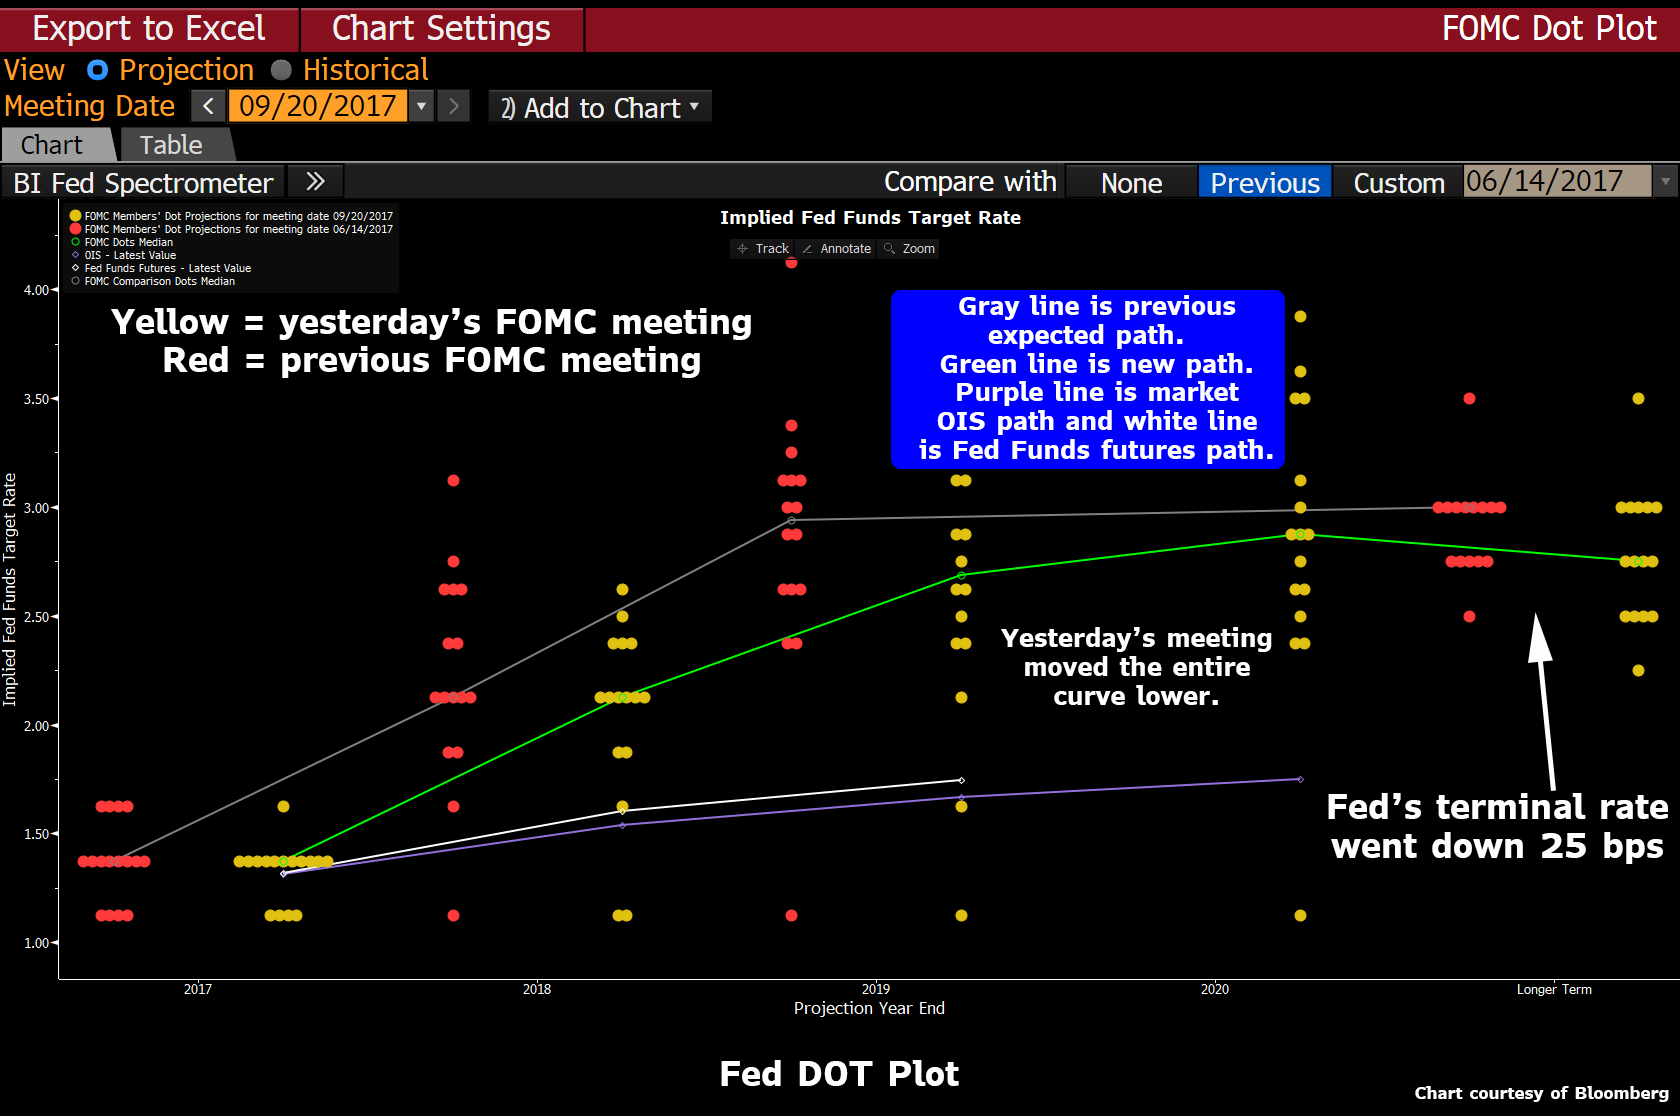 Export to Excel
Chart Settings
FOMC Dot Plot
View
Projection
Historical
Meeting Date
<
09/20/2017
>
2) Add to Chart
Chart
Table
BI Fed Spectrometer
»
Compare with
None
Previous
Custom
06/14/2017
FOMC Members' Dot Projections for meeting date 09/20/2017
FOMC Members' Dot Projections for meeting date 06/14/2017
FOMC Dots Median
OIS - Latest Value
Fed Funds Futures - Latest Value
FOMC Comparison Dots Median
Implied Fed Funds Target Rate
Track
Annotate
Zoom
Yellow = yesterday's FOMC meeting
Red = previous FOMC meeting
Gray line is previous
expected path.
Green line is new path.
Purple line is market
OIS path and white line
is Fed Funds futures path.
Yesterday's meeting
moved the entire
curve lower.
Fed's terminal rate
went down 25 bps
Implied Fed Funds Target Rate
4.00
3.50
3.00
2.50
2.00
1.50
1.00
2017
2018
2019
2020
Longer Term
Projection Year End
Fed DOT Plot
Chart courtesy of Bloomberg